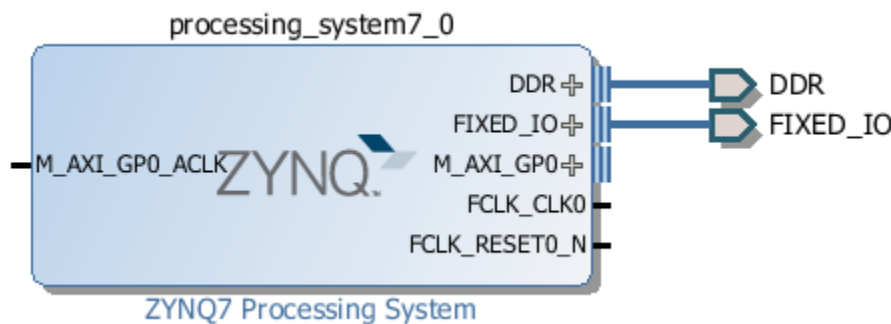 processing_system7_0
DDR
DDR
FIXED_IO
FIXED_IO
M_AXI_GP0_ACLK
ZYNQ
M_AXI_GP0
FCLK_CLK0
FCLK_RESET0_N
ZYNQ7 Processing System